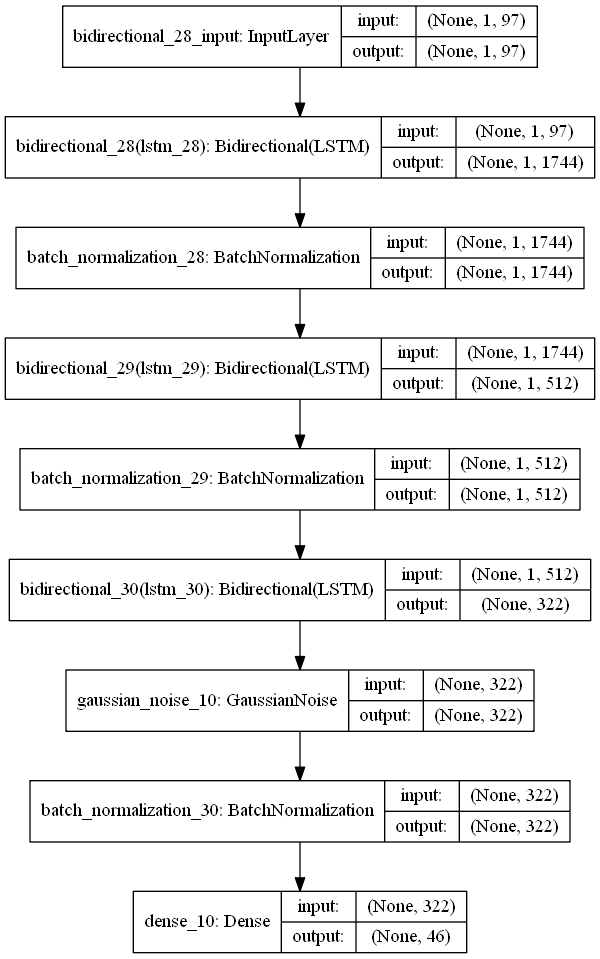 bidirectional_28_input: InputLayer
input: (None, 1, 97)
output: (None, 1, 97)
bidirectional_28(lstm_28): Bidirectional(LSTM)
input: (None, 1, 97)
output: (None, 1, 1744)
batch_normalization_28: BatchNormalization
input: (None, 1, 1744)
output: (None, 1, 1744)
bidirectional_29(lstm_29): Bidirectional(LSTM)
input: (None, 1, 1744)
output: (None, 1, 512)
batch_normalization_29: BatchNormalization
input: (None, 1, 512)
output: (None, 1, 512)
bidirectional_30(lstm_30): Bidirectional(LSTM)
input: (None, 1, 512)
output: (None, 322)
gaussian_noise_10: GaussianNoise
input: (None, 322)
output: (None, 322)
batch_normalization_30: BatchNormalization
input: (None, 322)
output: (None, 322)
dense_10: Dense
input: (None, 322)
output: (None, 46)